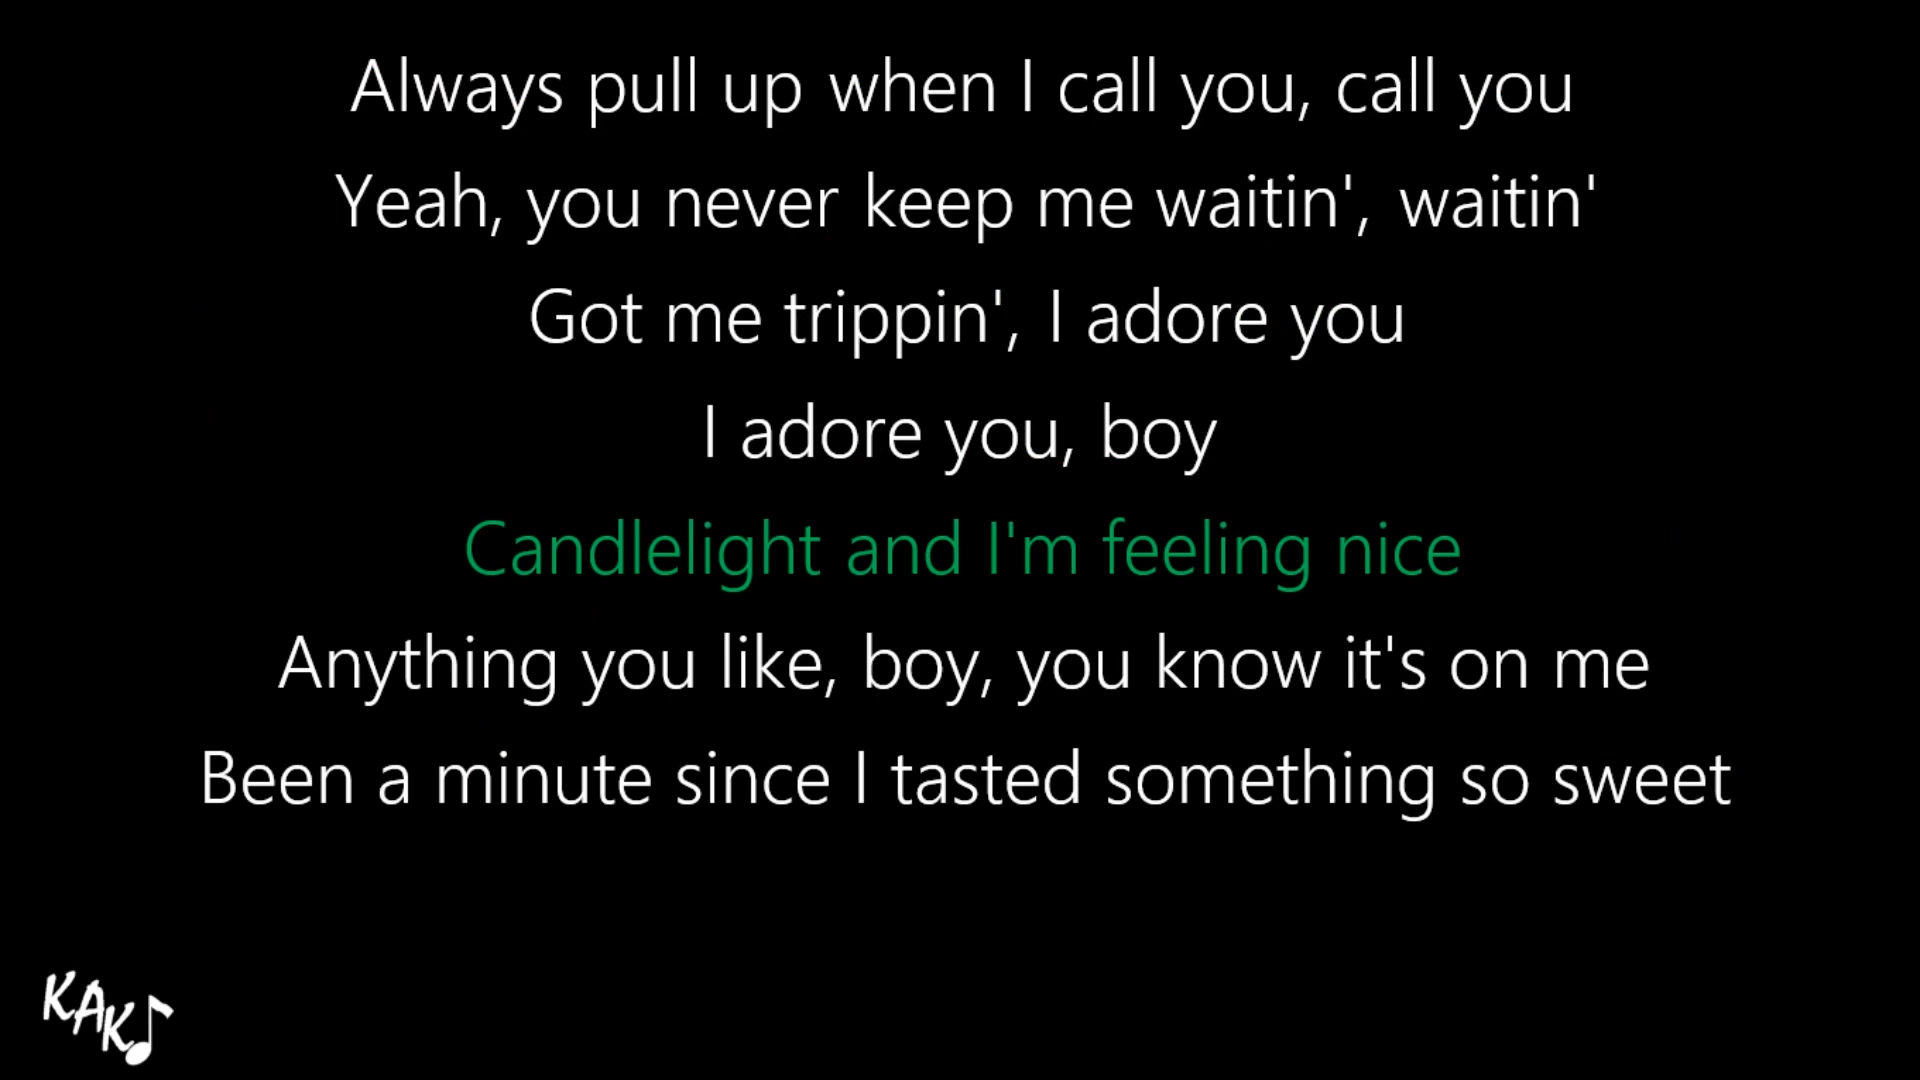 Always pull up when I call you, call you
Yeah, you never keep me waitin', waitin'
Got me trippin', I adore you
I adore you, boy
Candlelight and I'm feeling nice
Anything you like, boy, you know it's on me
Been a minute since I tasted something so sweet
KAK